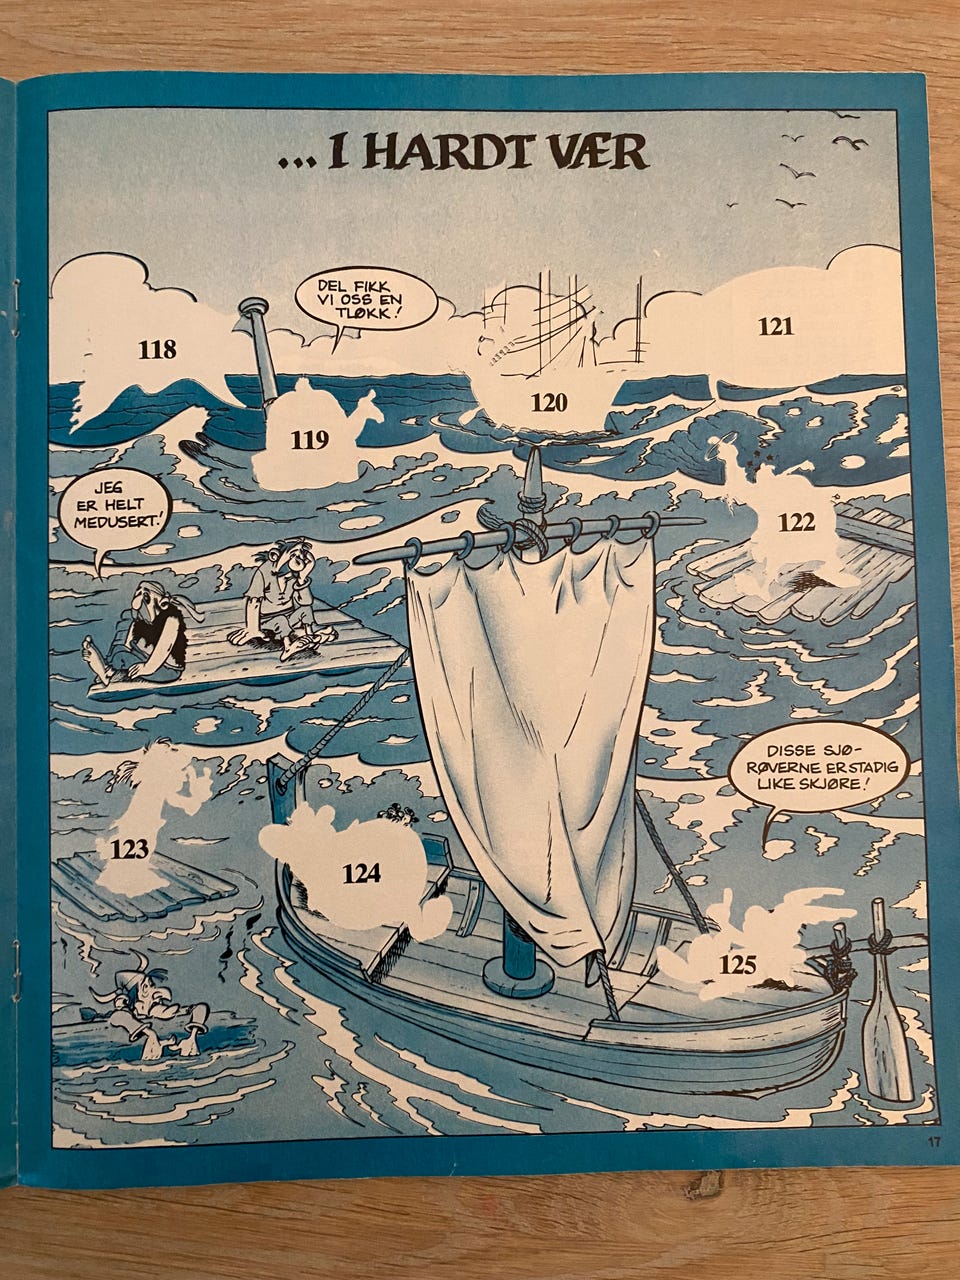 ... I HARDT VÆR
DEL FIKK
VI OSS EN
TLØKK!
118
121
120
119
JEG
ER HELT
MEDUSERT!
122
DISSE SJØ-
RØVERNE ER STADIG
LIKE SKJØRE!
123
124
125
17